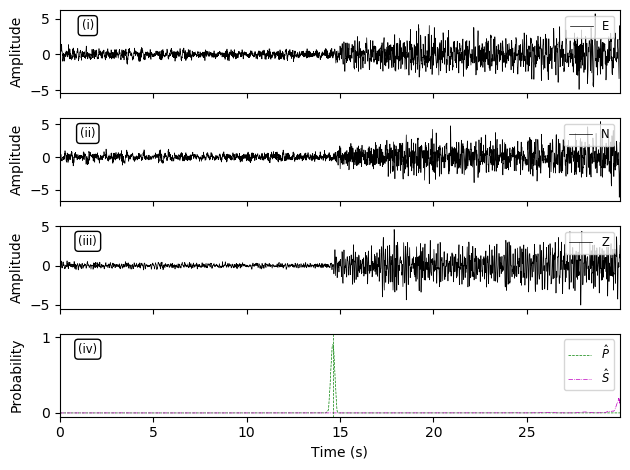 (i)
E
Amplitude
5
0
−5
(ii)
N
Amplitude
5
0
−5
(iii)
Z
Amplitude
5
0
−5
(iv)
P̂
Ŝ
Probability
1
0
0 5 10 15 20 25
Time (s)